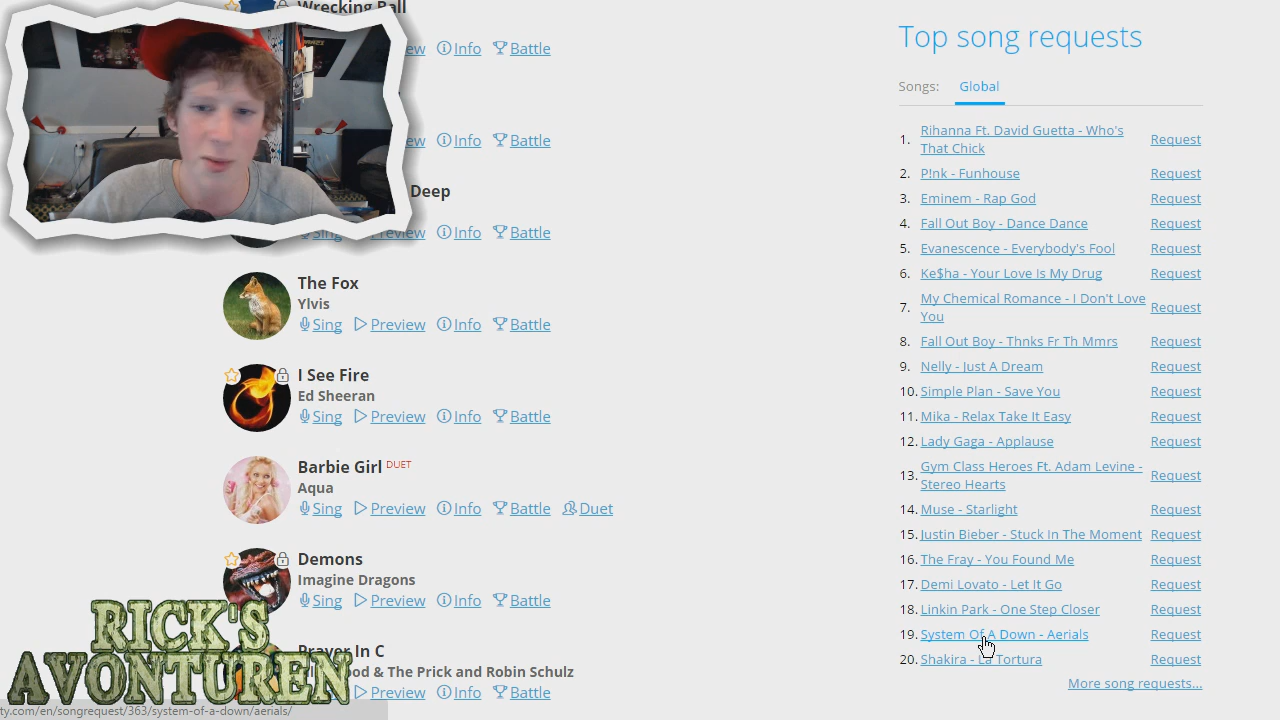 Wrecking Ball
Info Battle
Info Battle
Deep
Sing Info Battle
The Fox
Ylvis
Sing Preview Info Battle
I See Fire
Ed Sheeran
Sing Preview Info Battle
Barbie Girl DUET
Aqua
Sing Preview Info Battle Duet
Demons
Imagine Dragons
Sing Preview Info Battle
Prayer In C
ood & The Prick and Robin Schulz
Preview Info Battle
RICK'S
AVONTUREN
ty.com/en/songrequest/363/system-of-a-down/aerials/
Top song requests
Songs: Global
1. Rihanna Ft. David Guetta - Who's
That Chick Request
2. P!nk - Funhouse Request
3. Eminem - Rap God Request
4. Fall Out Boy - Dance Dance Request
5. Evanescence - Everybody's Fool Request
6. Ke$ha - Your Love Is My Drug Request
7. My Chemical Romance - I Don't Love
You Request
8. Fall Out Boy - Thnks Fr Th Mmrs Request
9. Nelly - Just A Dream Request
10. Simple Plan - Save You Request
11. Mika - Relax Take It Easy Request
12. Lady Gaga - Applause Request
13. Gym Class Heroes Ft. Adam Levine -
Stereo Hearts Request
14. Muse - Starlight Request
15. Justin Bieber - Stuck In The Moment Request
16. The Fray - You Found Me Request
17. Demi Lovato - Let It Go Request
18. Linkin Park - One Step Closer Request
19. System Of A Down - Aerials Request
20. Shakira - La Tortura Request
More song requests...